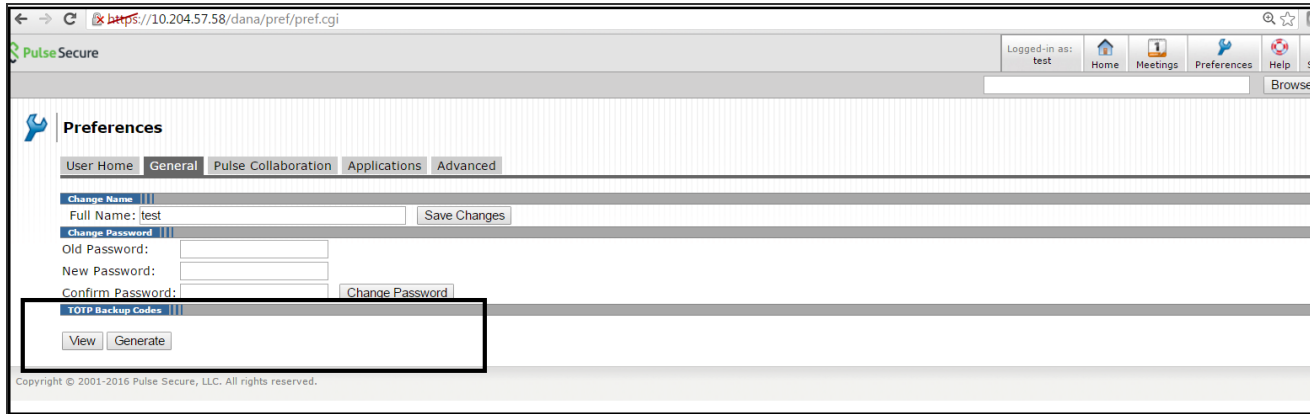 https://10.204.57.58/dana/pref/pref.cgi
Pulse Secure
Logged-in as:
test
Home
Meetings
Preferences
Help
Browse
Preferences
User Home General Pulse Collaboration Applications Advanced
Change Name
Full Name: test Save Changes
Change Password
Old Password:
New Password:
Confirm Password: Change Password
TOTP Backup Codes
View Generate
Copyright © 2001-2016 Pulse Secure, LLC. All rights reserved.